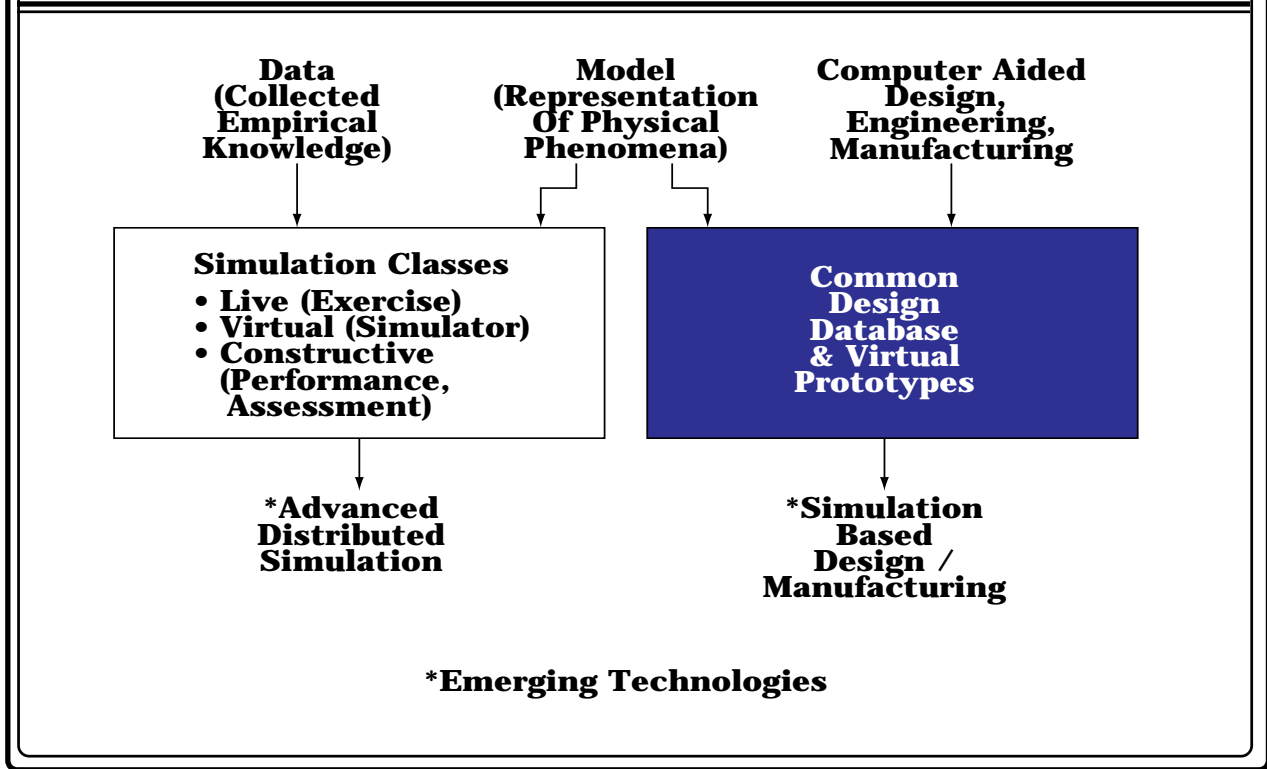 Data
(Collected
Empirical
Knowledge)
Model
(Representation
Of Physical
Phenomena)
Computer Aided
Design,
Engineering,
Manufacturing
Simulation Classes
• Live (Exercise)
• Virtual (Simulator)
• Constructive
(Performance,
Assessment)
Common
Design
Database
& Virtual
Prototypes
*Advanced
Distributed
Simulation
*Simulation
Based
Design /
Manufacturing
*Emerging Technologies